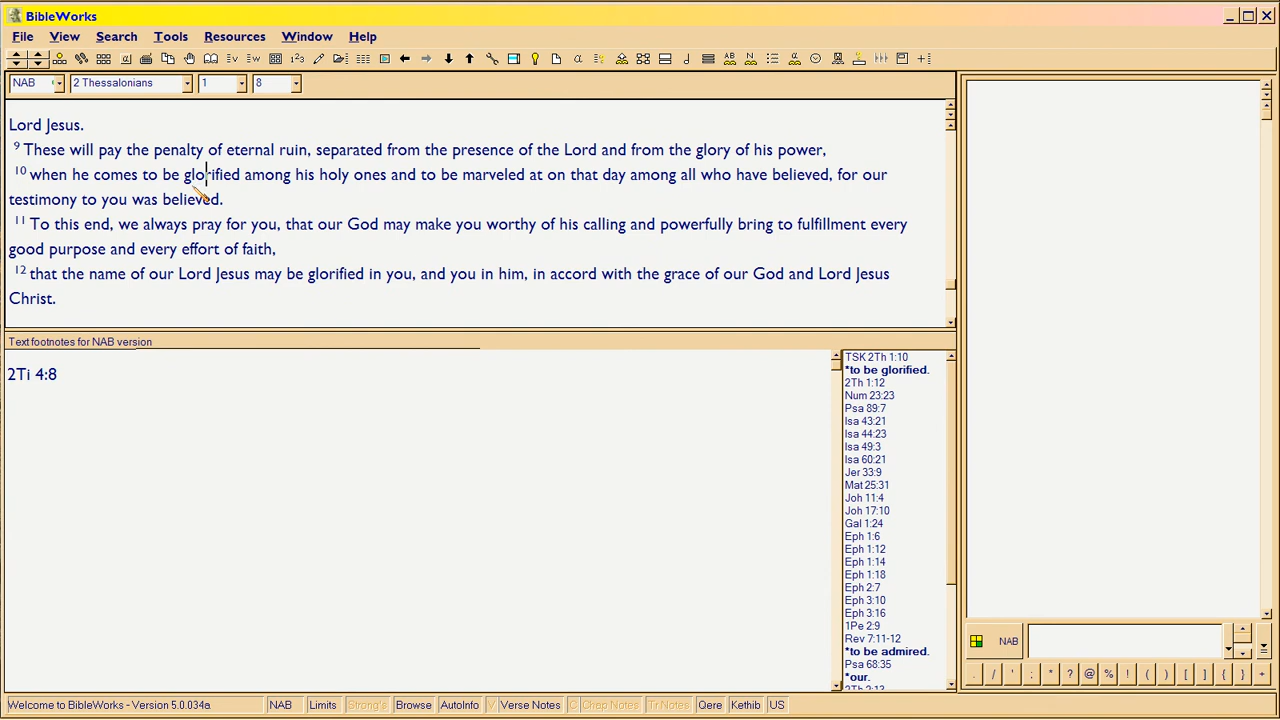 BibleWorks
File View Search Tools Resources Window Help
NAB 2 Thessalonians 1 8
Lord Jesus.
9 These will pay the penalty of eternal ruin, separated from the presence of the Lord and from the glory of his power,
10 when he comes to be glorified among his holy ones and to be marveled at on that day among all who have believed, for our
testimony to you was believed.
11 To this end, we always pray for you, that our God may make you worthy of his calling and powerfully bring to fulfillment every
good purpose and every effort of faith,
12 that the name of our Lord Jesus may be glorified in you, and you in him, in accord with the grace of our God and Lord Jesus
Christ.
Text footnotes for NAB version
2Ti 4:8
TSK 2Th 1:10
*to be glorified.
2Th 1:12
Num 23:23
Psa 89:7
Isa 43:21
Isa 44:23
Isa 49:3
Isa 60:21
Jer 33:9
Mat 25:31
Joh 11:4
Joh 17:10
Gal 1:24
Eph 1:6
Eph 1:12
Eph 1:14
Eph 1:18
Eph 2:7
Eph 3:10
Eph 3:16
1Pe 2:9
Rev 7:11-12
*to be admired.
Psa 68:35
*our.
2Th 2:13
NAB
. / ' ; * ? @ % ! ( ) [ ] { } +
Welcome to BibleWorks - Version 5.0.034a NAB Limits Strong's Browse AutoInfo V Verse Notes C Chap Notes Tr.Notes Qere Kethib US